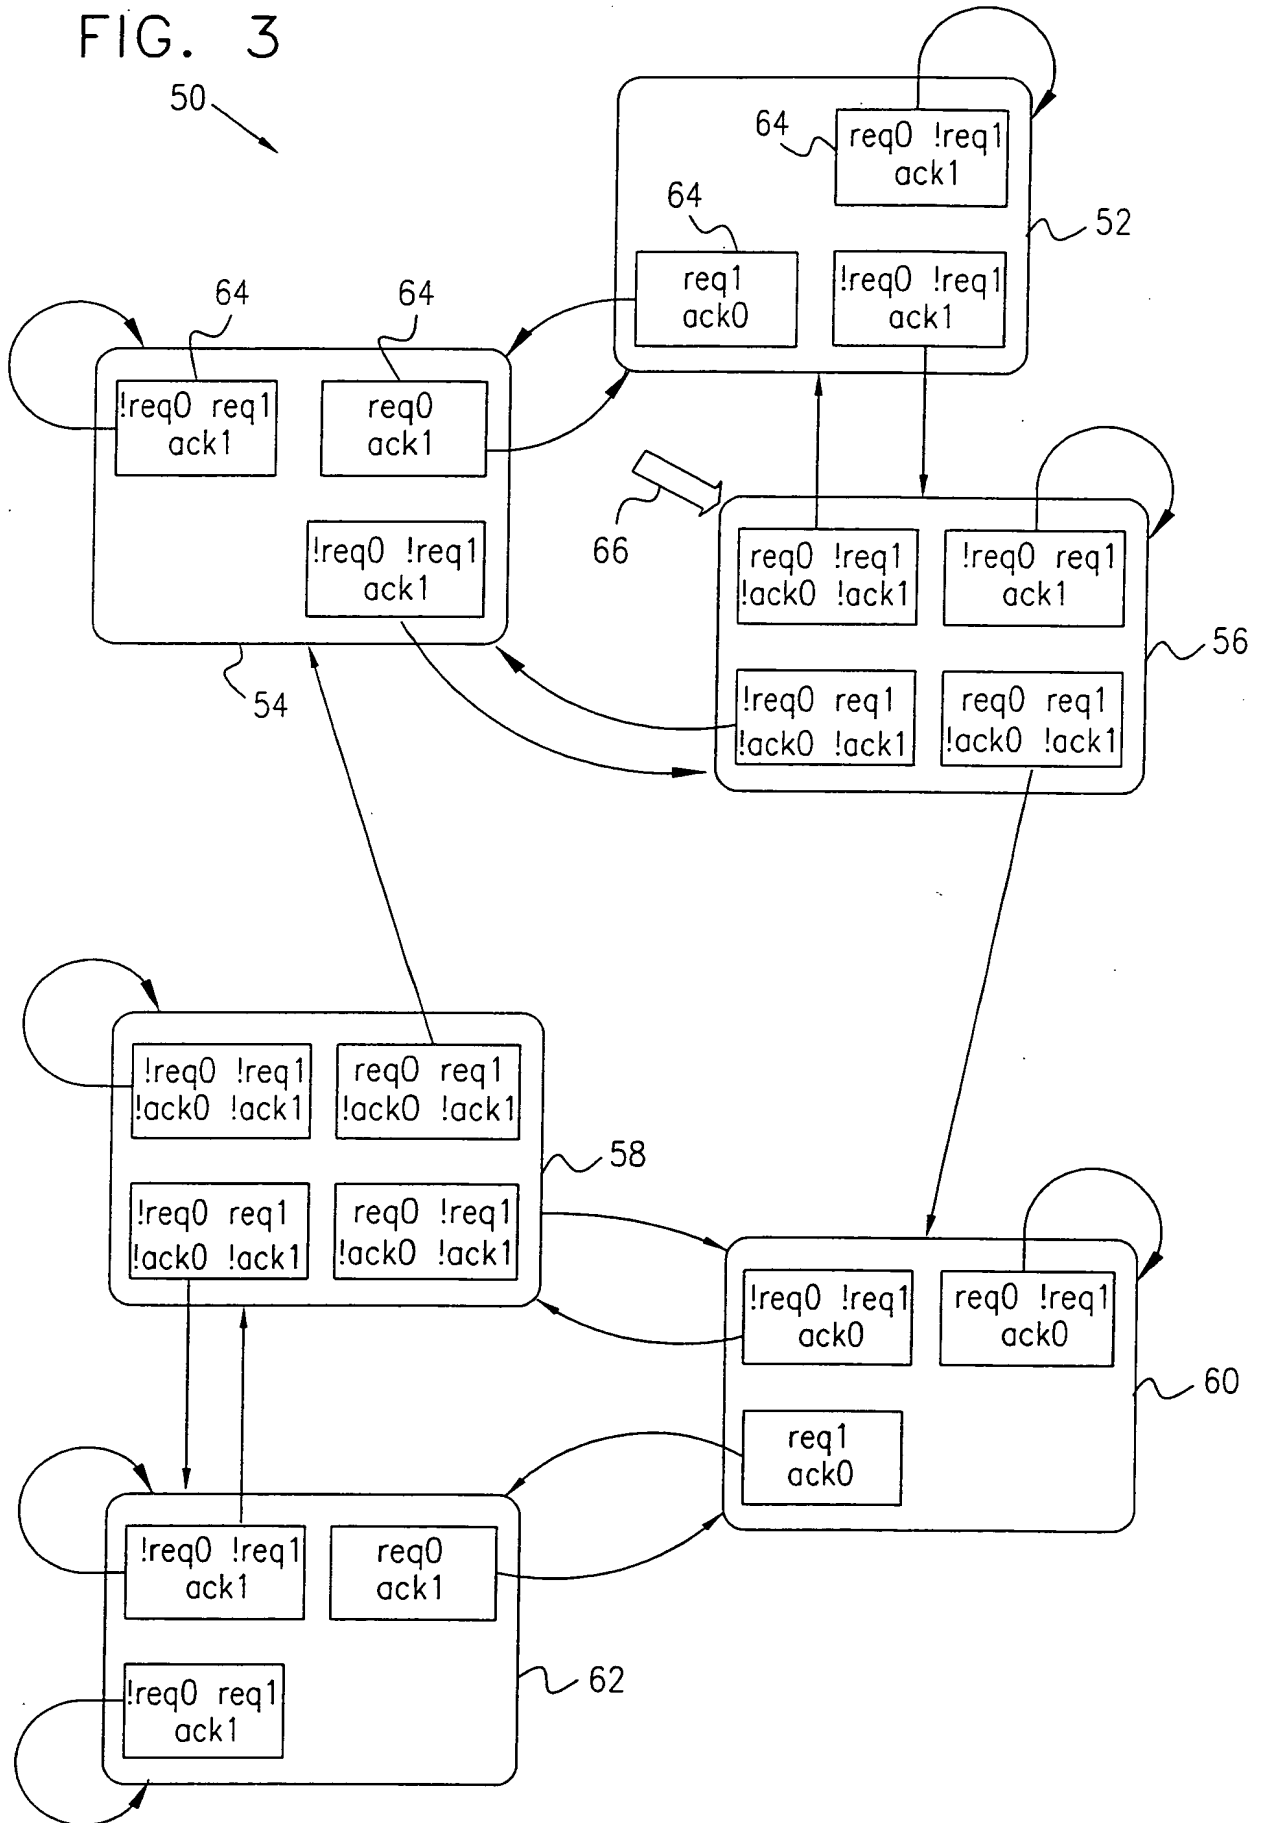 FIG. 3
50
64
req0 !req1
ack1
64
52
req1
ack0
!req0 !req1
ack1
64
64
!req0 req1
ack1
req0
ack1
!req0 !req1
ack1
54
66
req0 !req1
!ack0 !ack1
!req0 req1
ack1
56
!req0 req1
!ack0 !ack1
req0 req1
!ack0 !ack1
!req0 !req1
!ack0 !ack1
req0 req1
!ack0 !ack1
58
!req0 req1
!ack0 !ack1
req0 !req1
!ack0 !ack1
!req0 !req1
ack0
req0 !req1
ack0
60
req1
ack0
!req0 !req1
ack1
req0
ack1
62
!req0 req1
ack1